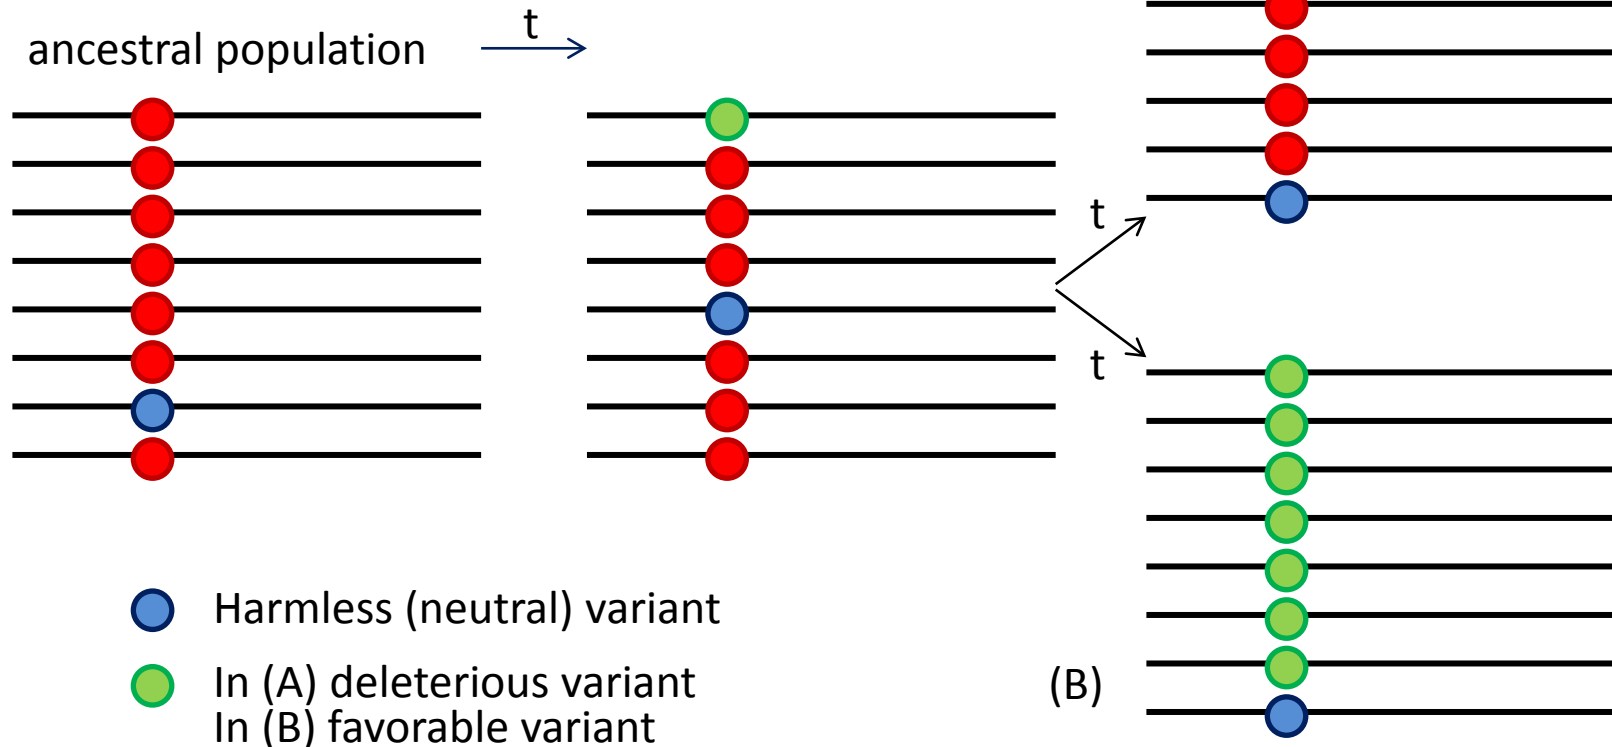 ancestral population
t
t
t
Harmless (neutral) variant
In (A) deleterious variant
In (B) favorable variant
(B)